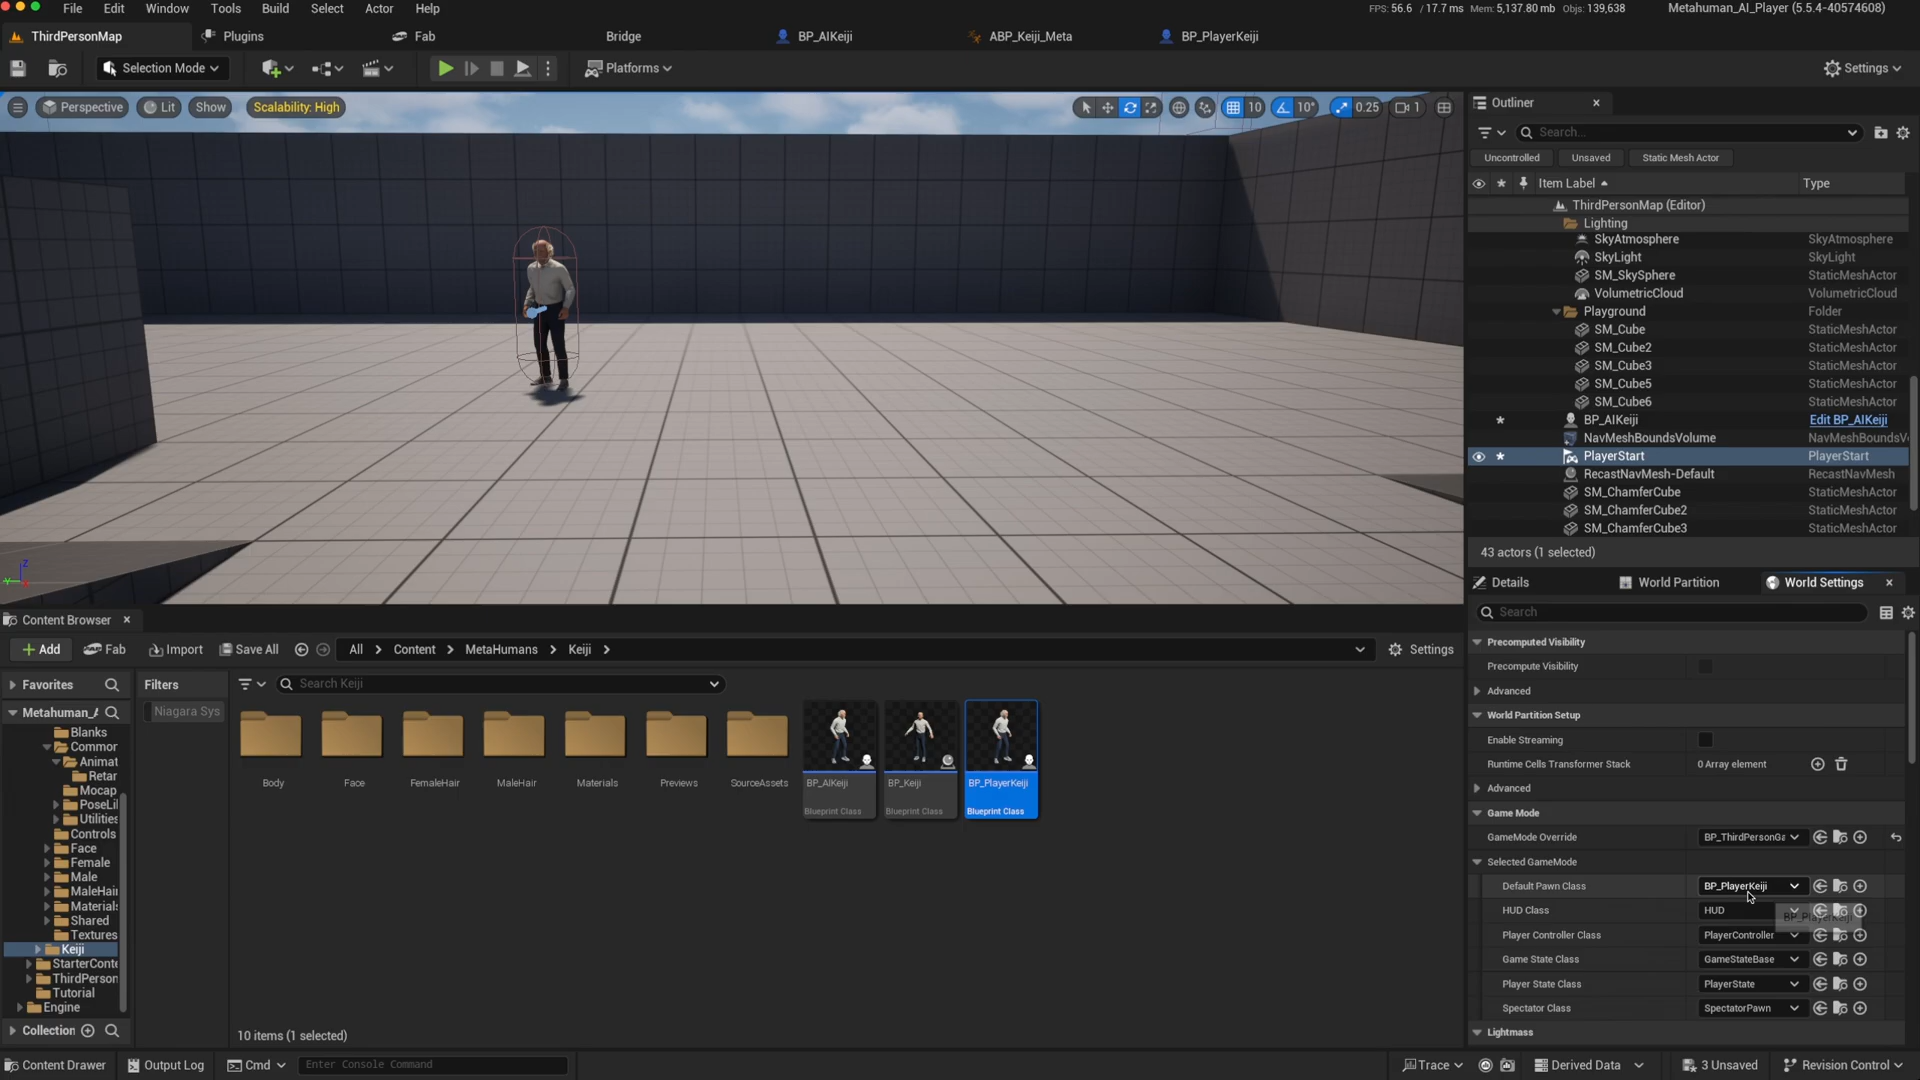 File Edit Window Tools Build Select Actor Help
FPS: 56.6 / 17.7 ms Mem: 5,137.80 mb Objs: 139,638
Metahuman_AI_Player (5.5.4-40574608)
ThirdPersonMap Plugins Fab Bridge BP_AIKeiji ABP_Keiji_Meta BP_PlayerKeiji
Selection Mode Platforms Settings
Perspective Lit Show Scalability: High 10 10° 0.25 1
Outliner
Search...
Uncontrolled Unsaved Static Mesh Actor
Item Label Type
ThirdPersonMap (Editor)
Lighting
SkyAtmosphere SkyAtmosphere
SkyLight SkyLight
SM_SkySphere StaticMeshActor
VolumetricCloud VolumetricCloud
Playground Folder
SM_Cube StaticMeshActor
SM_Cube2 StaticMeshActor
SM_Cube3 StaticMeshActor
SM_Cube5 StaticMeshActor
SM_Cube6 StaticMeshActor
BP_AIKeiji Edit BP_AIKeiji
NavMeshBoundsVolume NavMeshBoundsV
PlayerStart PlayerStart
RecastNavMesh-Default RecastNavMesh
SM_ChamferCube StaticMeshActor
SM_ChamferCube2 StaticMeshActor
SM_ChamferCube3 StaticMeshActor
43 actors (1 selected)
Details World Partition World Settings
Search
Precomputed Visibility
Precompute Visibility
Advanced
World Partition Setup
Enable Streaming
Runtime Cells Transformer Stack 0 Array element
Advanced
Game Mode
GameMode Override BP_ThirdPersonGa
Selected GameMode
Default Pawn Class BP_PlayerKeiji
HUD Class HUD BP_PlayerKeiji
Player Controller Class PlayerController
Game State Class GameStateBase
Player State Class PlayerState
Spectator Class SpectatorPawn
Lightmass
Content Browser
Add Fab Import Save All All Content MetaHumans Keiji Settings
Favorites
Metahuman_A
Blanks
Common
Animat
Retar
Mocap
PoseLil
Utilities
Controls
Face
Female
Male
MaleHai
Materials
Shared
Textures
Keiji
StarterConte
ThirdPerson
Tutorial
Engine
Collection
Filters
Niagara Sys
Search Keiji
Body Face FemaleHair MaleHair Materials Previews SourceAssets BP_AIKeiji BP_Keiji BP_PlayerKeiji
Blueprint Class Blueprint Class Blueprint Class
10 items (1 selected)
Content Drawer Output Log Cmd Enter Console Command Trace Derived Data 3 Unsaved Revision Control